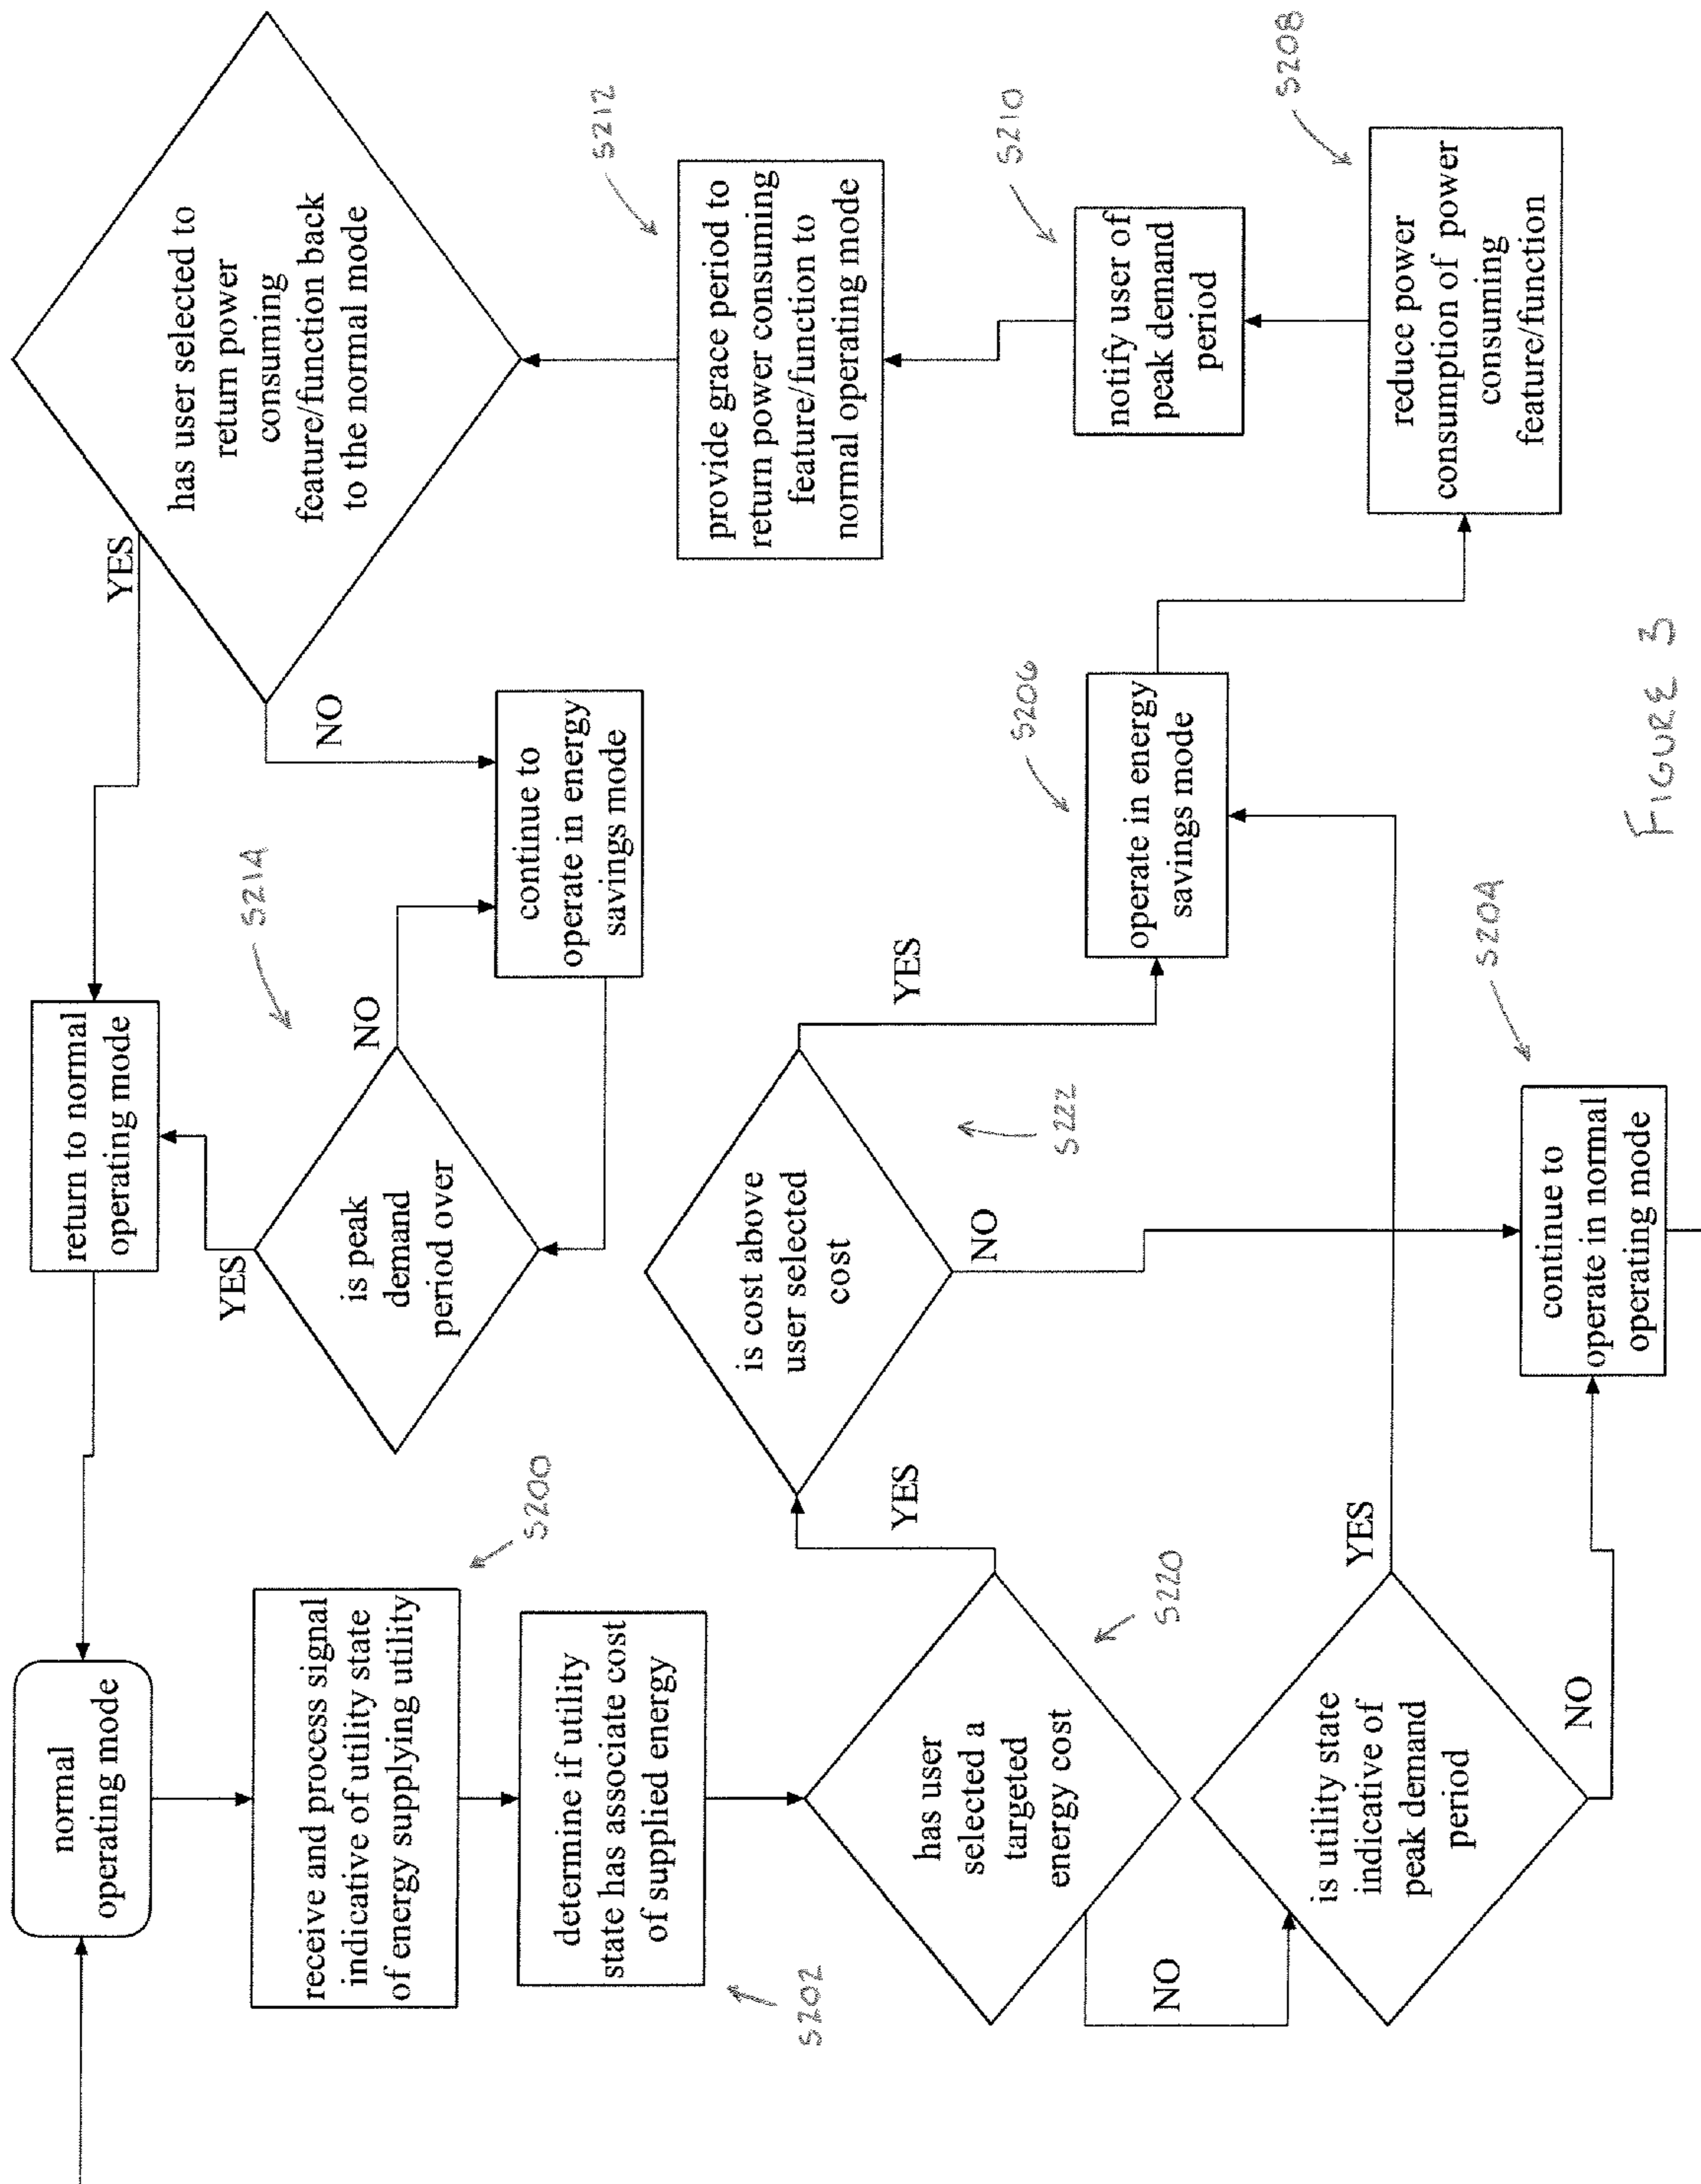 normal
operating mode
receive and process signal
indicative of utility state
of energy supplying utility
S200
determine if utility
state has associate cost
of supplied energy
S202
has user
selected a
targeted
energy cost
S220
YES
NO
is utility state
indicative of
peak demand
period
YES
NO
is cost above
user selected
cost
S222
YES
NO
continue to
operate in normal
operating mode
S204
operate in energy
savings mode
S206
reduce power
consumption of power
consuming
feature/function
S208
notify user of
peak demand
period
S210
provide grace period to
return power consuming
feature/function to
normal operating mode
S212
has user selected to
return power
consuming
feature/function back
to the normal mode
YES
NO
continue to
operate in energy
savings mode
is peak
demand
period over
S214
NO
YES
return to normal
operating mode
FIGURE 3